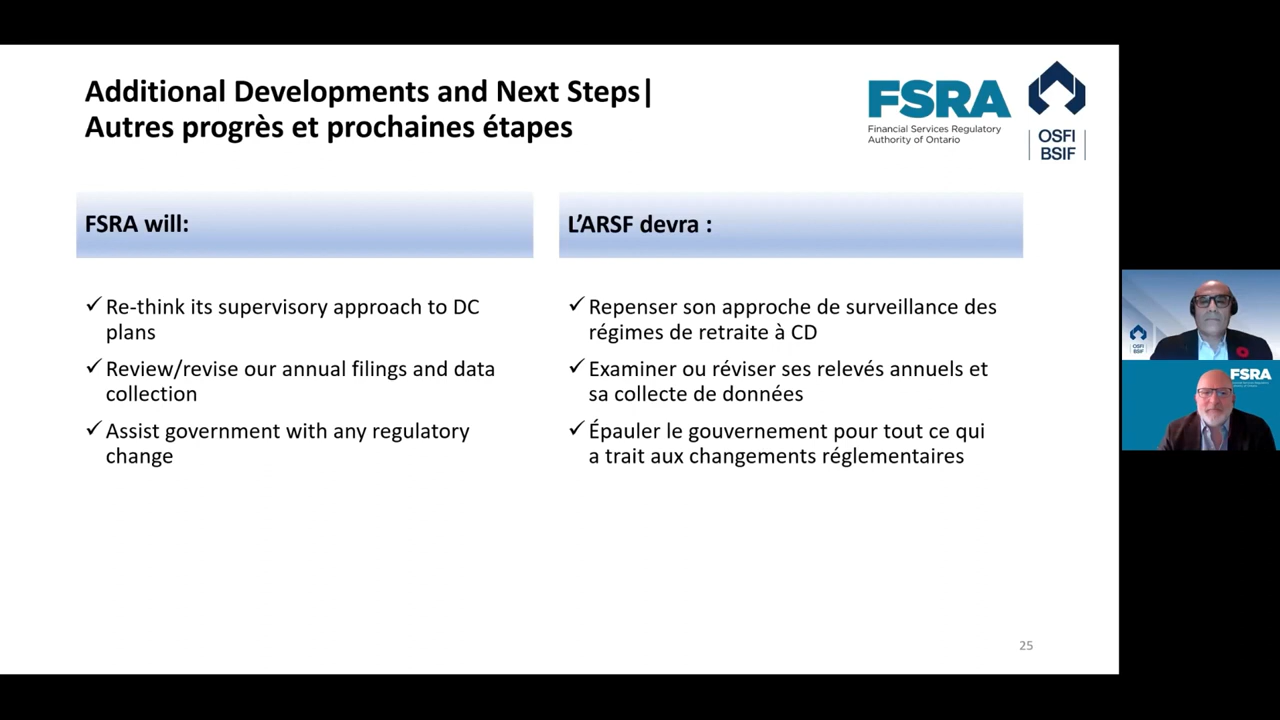 Additional Developments and Next Steps|
Autres progrès et prochaines étapes
FSRA
Financial Services Regulatory
Authority of Ontario
OSFI
BSIF
FSRA will:
✓ Re-think its supervisory approach to DC
plans
✓ Review/revise our annual filings and data
collection
✓ Assist government with any regulatory
change
L'ARSF devra :
✓ Repenser son approche de surveillance des
régimes de retraite à CD
✓ Examiner ou réviser ses relevés annuels et
sa collecte de données
✓ Épauler le gouvernement pour tout ce qui
a trait aux changements réglementaires
25
OSFI
BSIF
FSRA